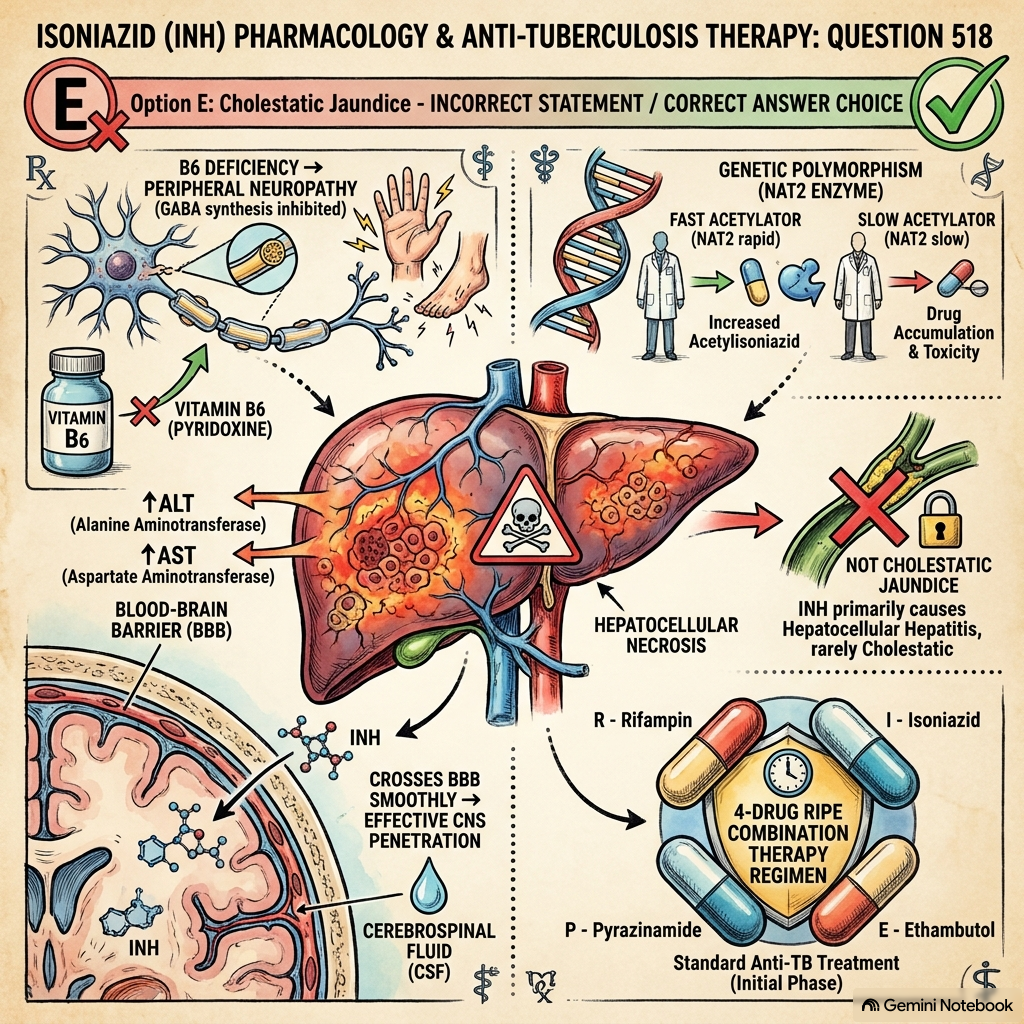 ISONIAZID (INH) PHARMACOLOGY & ANTI-TUBERCULOSIS THERAPY: QUESTION 518
E
Option E: Cholestatic Jaundice - INCORRECT STATEMENT / CORRECT ANSWER CHOICE
Rx
B6 DEFICIENCY →
PERIPHERAL NEUROPATHY
(GABA synthesis inhibited)
VITAMIN
B6
VITAMIN B6
(PYRIDOXINE)
GENETIC POLYMORPHISM
(NAT2 ENZYME)
FAST ACETYLATOR
(NAT2 rapid)
Increased
Acetylisoniazid
SLOW ACETYLATOR
(NAT2 slow)
Drug
Accumulation
& Toxicity
↑ALT
(Alanine Aminotransferase)
↑AST
(Aspartate Aminotransferase)
HEPATOCELLULAR
NECROSIS
NOT CHOLESTATIC
JAUNDICE
INH primarily causes
Hepatocellular Hepatitis,
rarely Cholestatic
BLOOD-BRAIN
BARRIER (BBB)
INH
CROSSES BBB
SMOOTHLY →
EFFECTIVE CNS
PENETRATION
INH
CEREBROSPINAL
FLUID
(CSF)
R - Rifampin
I - Isoniazid
4-DRUG RIPE
COMBINATION
THERAPY
REGIMEN
P - Pyrazinamide
E - Ethambutol
Standard Anti-TB Treatment
(Initial Phase)
Gemini Notebook